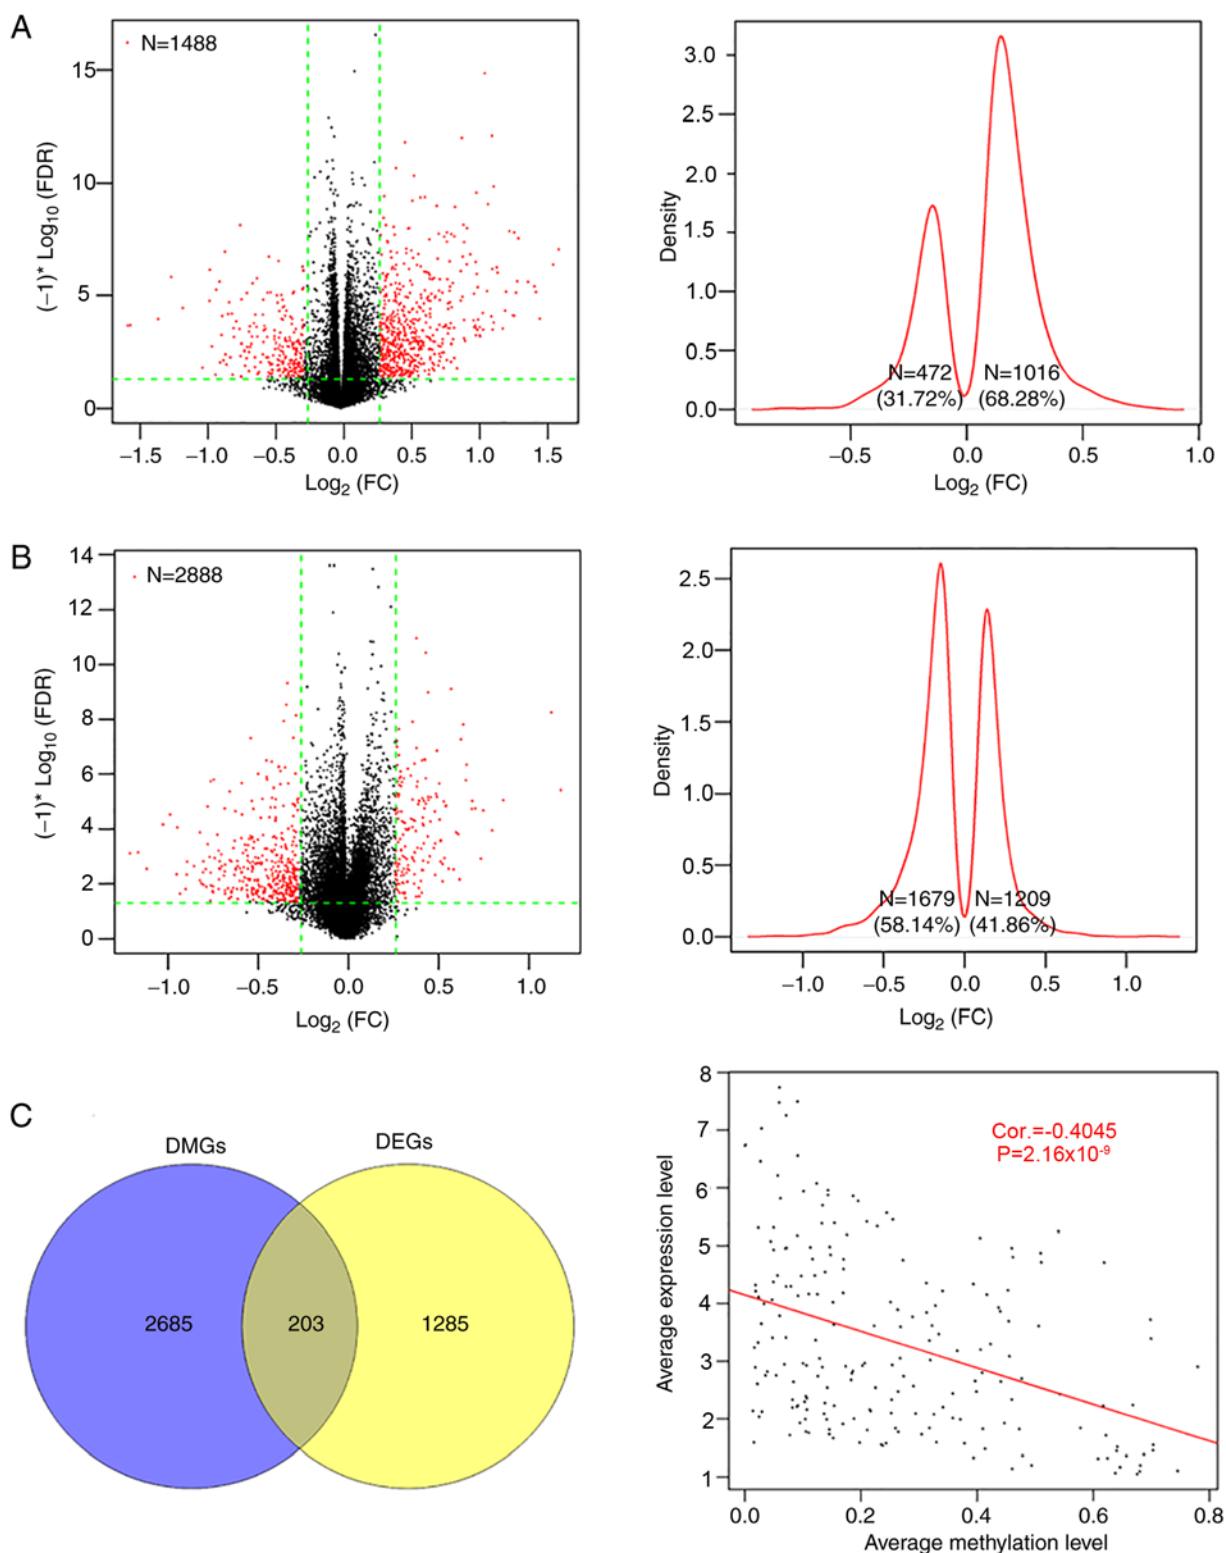 A
N=1488
15
10
5
0
(−1)* Log10 (FDR)
−1.5 −1.0 −0.5 0.0 0.5 1.0 1.5
Log2 (FC)
3.0
2.5
2.0
1.5
1.0
0.5
0.0
Density
N=472 N=1016
(31.72%) (68.28%)
−0.5 0.0 0.5 1.0
Log2 (FC)
B
N=2888
14
12
10
8
6
4
2
0
(−1)* Log10 (FDR)
−1.0 −0.5 0.0 0.5 1.0
Log2 (FC)
2.5
2.0
1.5
1.0
0.5
0.0
Density
N=1679 N=1209
(58.14%) (41.86%)
−1.0 −0.5 0.0 0.5 1.0
Log2 (FC)
C
DMGs DEGs
2685 203 1285
8
7
6
5
4
3
2
1
Average expression level
Cor.=-0.4045
P=2.16x10-9
0.0 0.2 0.4 0.6 0.8
Average methylation level